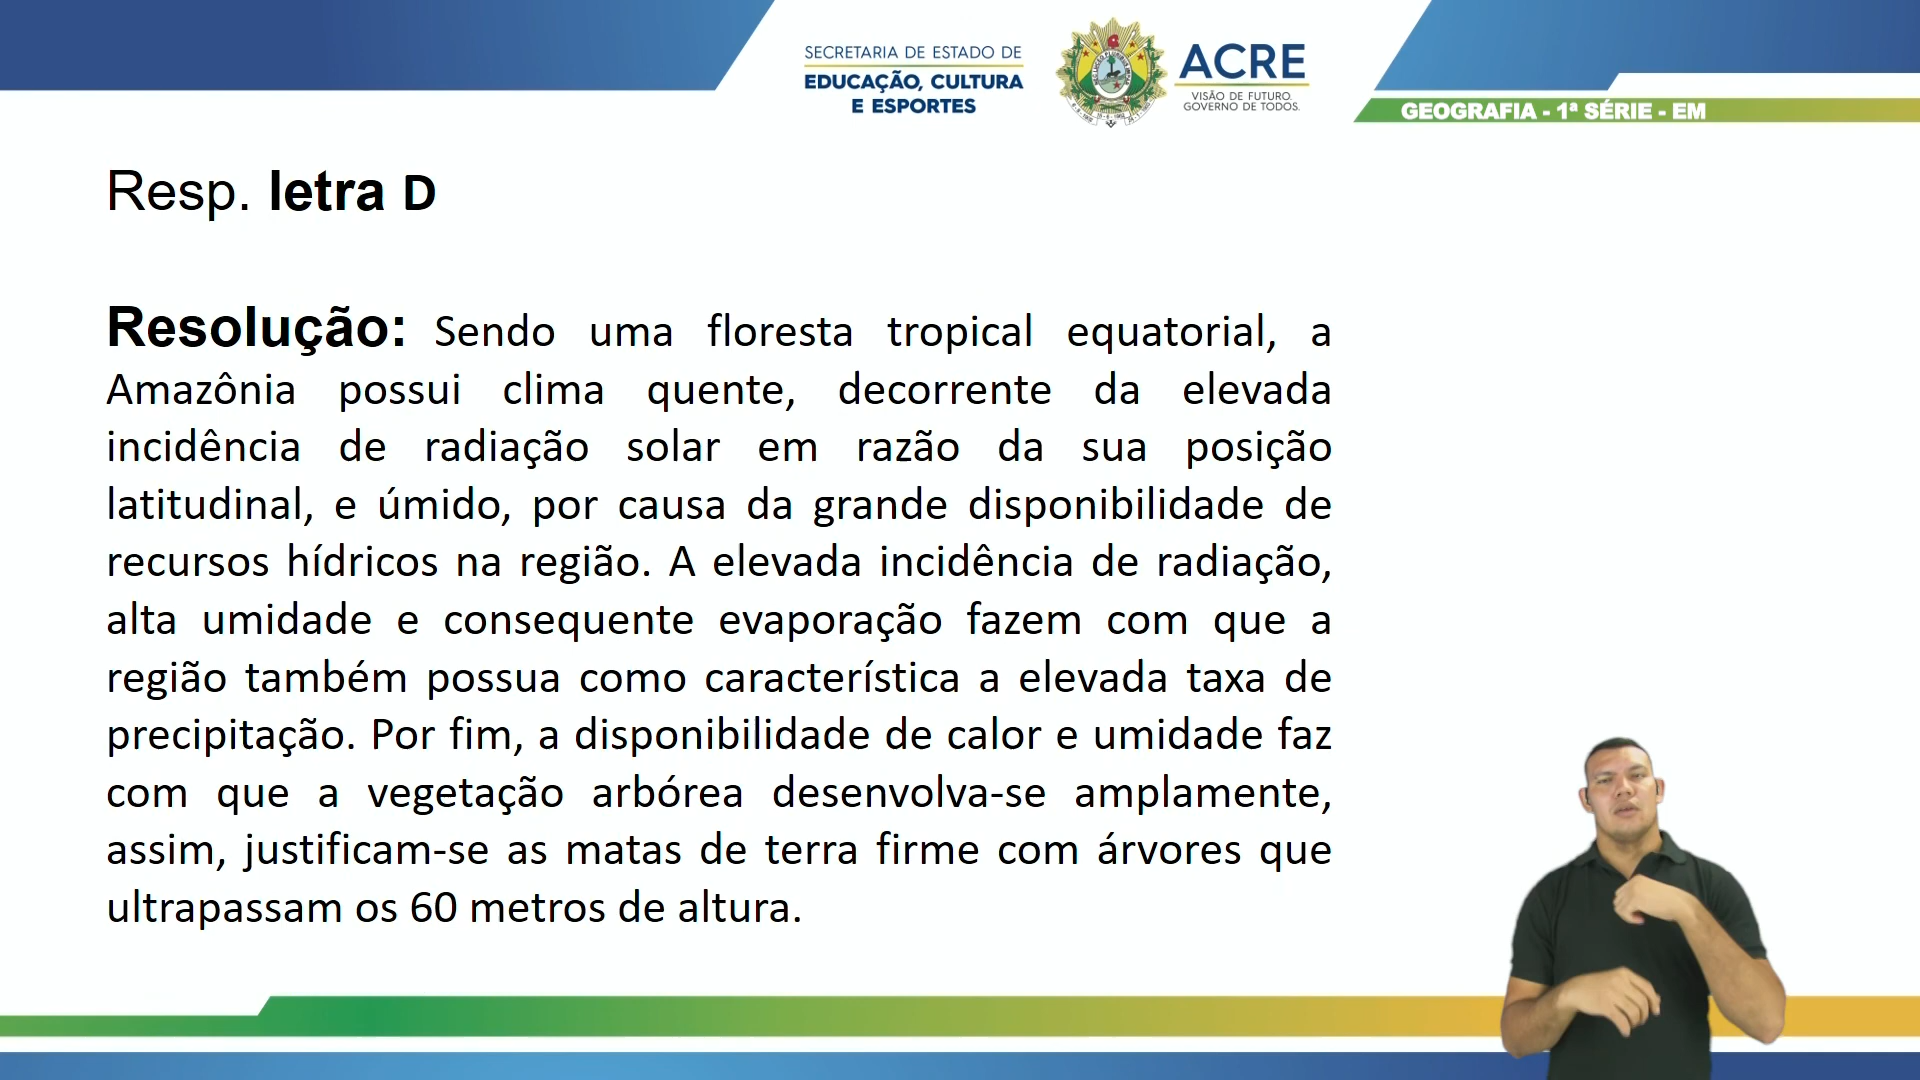 SECRETARIA DE ESTADO DE
EDUCAÇÃO, CULTURA
E ESPORTES
ACRE
VISÃO DE FUTURO.
GOVERNO DE TODOS.
GEOGRAFIA - 1ª SÉRIE - EM
Resp. letra D
Resolução: Sendo uma floresta tropical equatorial, a
Amazônia possui clima quente, decorrente da elevada
incidência de radiação solar em razão da sua posição
latitudinal, e úmido, por causa da grande disponibilidade de
recursos hídricos na região. A elevada incidência de radiação,
alta umidade e consequente evaporação fazem com que a
região também possua como característica a elevada taxa de
precipitação. Por fim, a disponibilidade de calor e umidade faz
com que a vegetação arbórea desenvolva-se amplamente,
assim, justificam-se as matas de terra firme com árvores que
ultrapassam os 60 metros de altura.